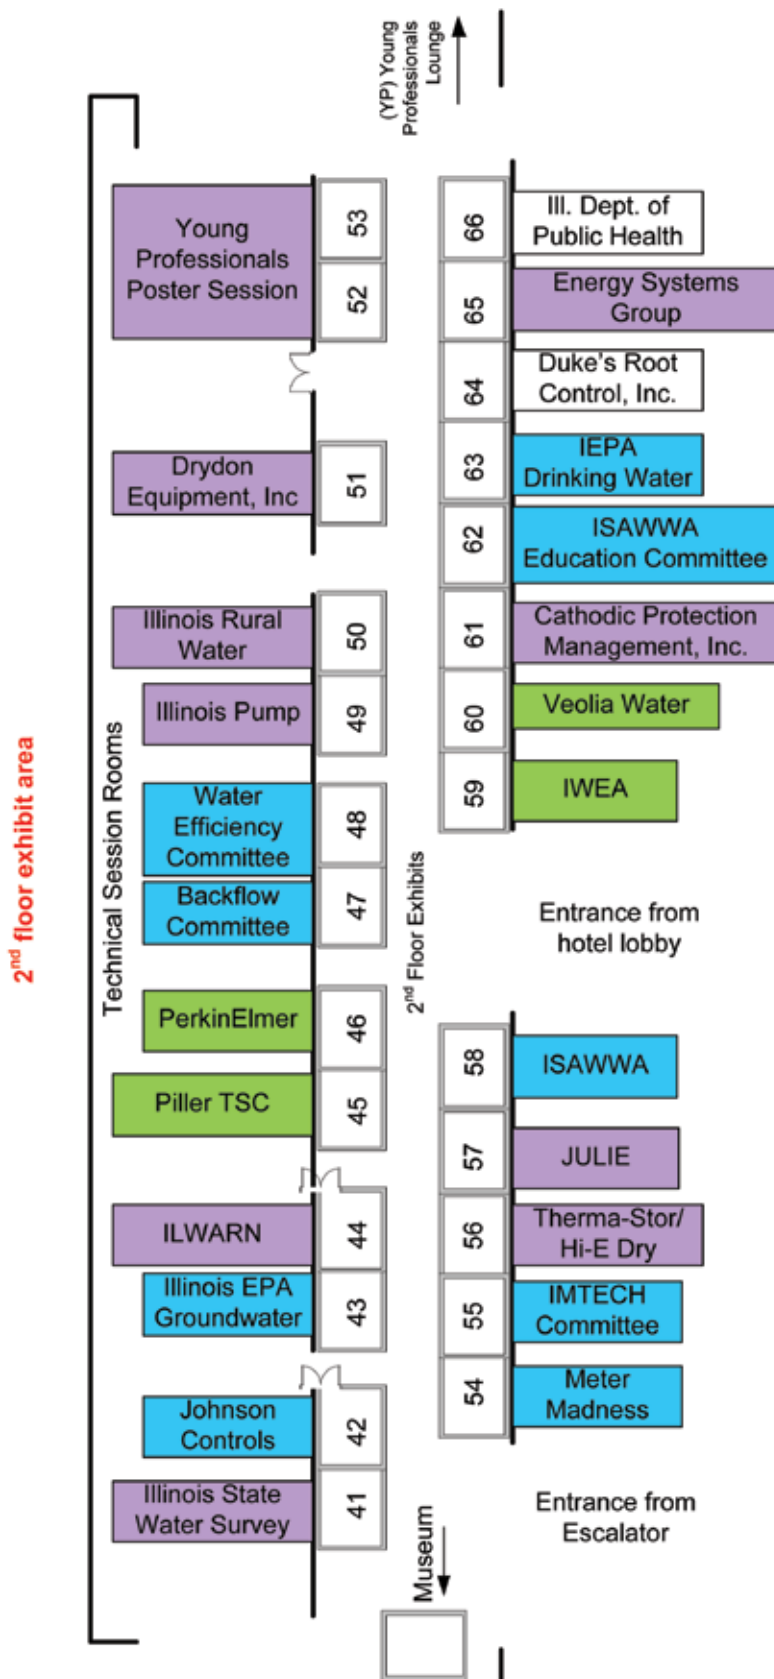 2nd floor exhibit area
Technical Session Rooms
(YP) Young
Professionals
Lounge
Young
Professionals
Poster Session
53
52
Drydon
Equipment, Inc
51
Illinois Rural
Water
50
Illinois Pump
49
Water
Efficiency
Committee
48
Backflow
Committee
47
PerkinElmer
46
Piller TSC
45
ILWARN
44
Illinois EPA
Groundwater
43
Johnson
Controls
42
Illinois State
Water Survey
41
2nd Floor Exhibits
66
Ill. Dept. of
Public Health
65
Energy Systems
Group
64
Duke's Root
Control, Inc.
63
IEPA
Drinking Water
62
ISAWWA
Education Committee
61
Cathodic Protection
Management, Inc.
60
Veolia Water
59
IWEA
Entrance from
hotel lobby
58
ISAWWA
57
JULIE
56
Therma-Stor/
Hi-E Dry
55
IMTECH
Committee
54
Meter
Madness
Entrance from
Escalator
Museum